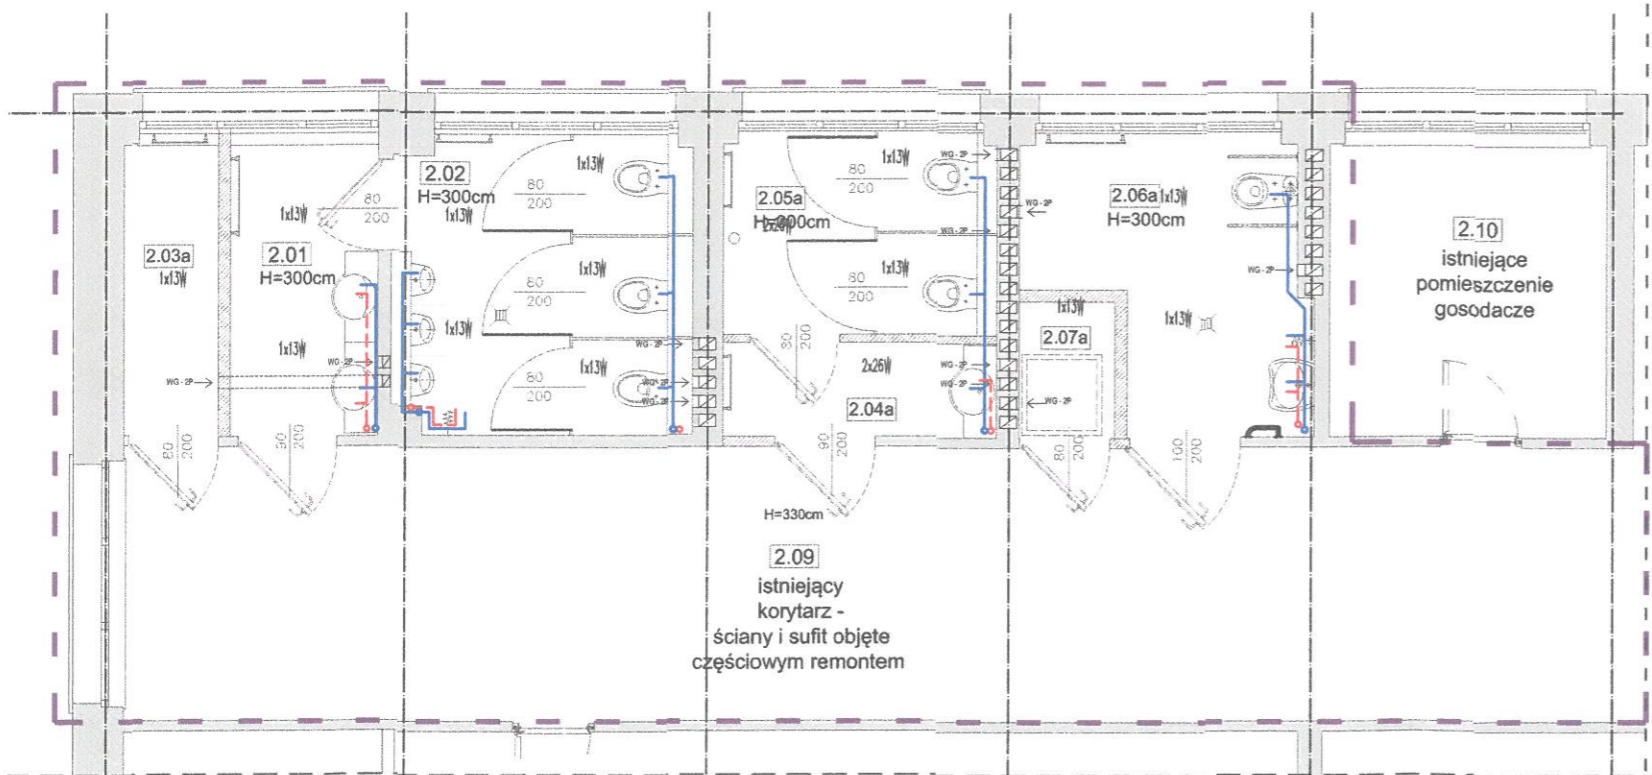 80
200
1x13W
2.02
H=300cm
1x13W
80
200
1x13W
1x13W
2.03a
1x13W
2.01
H=300cm
80
200
1x13W
1x13W
1x13W
WG-2P
WG-2P
80
200
1x13W
WG-2P
WG-2P
WG-2P
80
200
90
200
1x13W
WG-2P
80
200
2.05a
WG-2P
80
200
1x13W
80
200
2x26W
WG-2P
WG-2P
2.04a
90
200
WG-2P
2.06a
1x13W
H=300cm
WG-2P
1x13W
1x13W
2.07a
WG-2P
80
200
100
200
2.10
istniejące
pomieszczenie
gosodacze
H=330cm
2.09
istniejący
korytarz -
ściany i sufit objęte
częściowym remontem